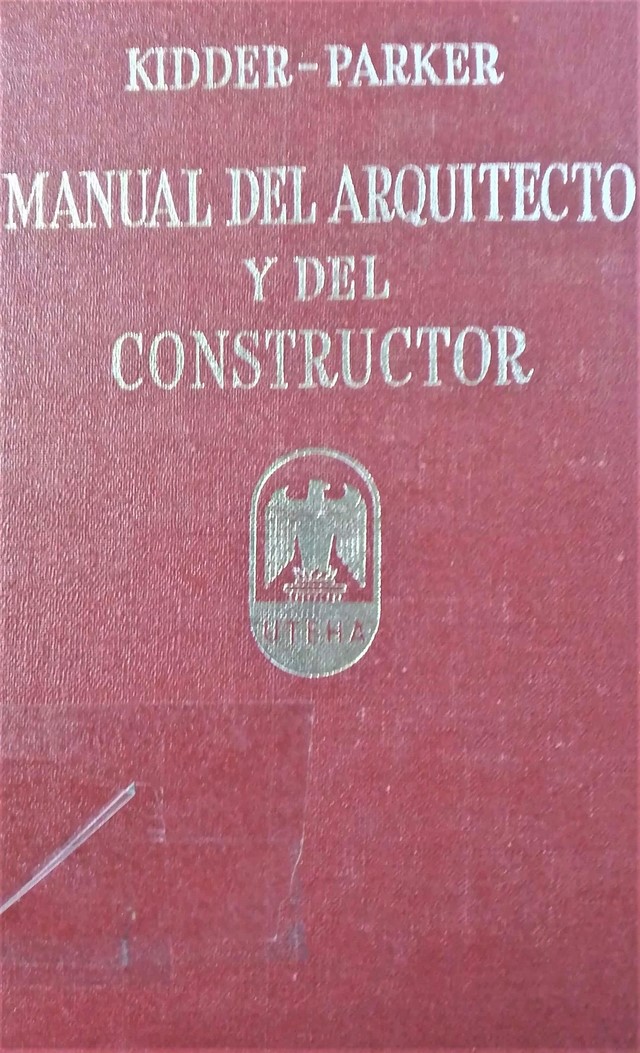 KIDDER-PARKER
MANUAL DEL ARQUITECTO
Y DEL
CONSTRUCTOR
UTEHA